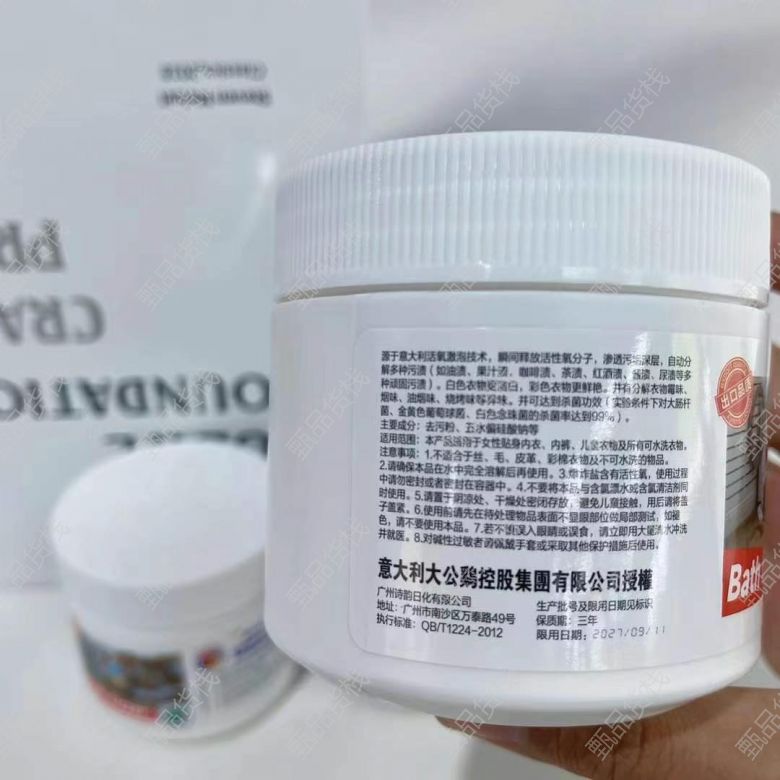 源于意大利活氧激泡技术，瞬间释放活性氧分子，渗透污垢深层，自动分
解多种污渍（如油渍、果汁渍、咖啡渍、茶渍、红酒渍、酱渍、尿渍等多
种顽固污渍）。白色衣物绽洁白，彩色衣物更鲜艳。并有分解衣物霉味、
烟味、油烟味、烧烤味等异味。并可达到杀菌功效（实验条件下对大肠杆
菌、金黄色葡萄球菌、白色念珠菌的杀菌率达到99%）。
主要成分：去污粉、五水偏硅酸钠等
适用范围：本产品适用于女性贴身内衣、内裤、儿童衣物及所有可水洗衣物。
注意事项：1.不适合于丝、毛、皮革、彩棉衣物及不可水洗的物品。
2.请确保本品在水中完全溶解后再使用。3.爆炸盐含有活性氧，使用过程
中请勿密封或者密封在容器中。4.不要将本品与含氯漂水或含氯清洁剂同
时使用。5.请置于阴凉处、干燥处密闭存放，避免儿童接触，用后请将盖
子盖紧。6.使用前请先在待处理物品表面不显眼部位做局部测试，如褪
色，请不要使用本品。7.若不慎误入眼睛或误食，请立即用大量清水冲洗
并就医。8.对碱性过敏者请佩戴手套或采取其他保护措施后使用。
意大利大公鷄控股集團有限公司授權
广州诗韵日化有限公司
地址：广州市南沙区万泰路49号
执行标准：QB/T1224-2012
生产批号及限用日期见标识
保质期：三年
限用日期：2027/09/11
出口品质
Bath
CRA
FR
OUNDATION
甄品货栈